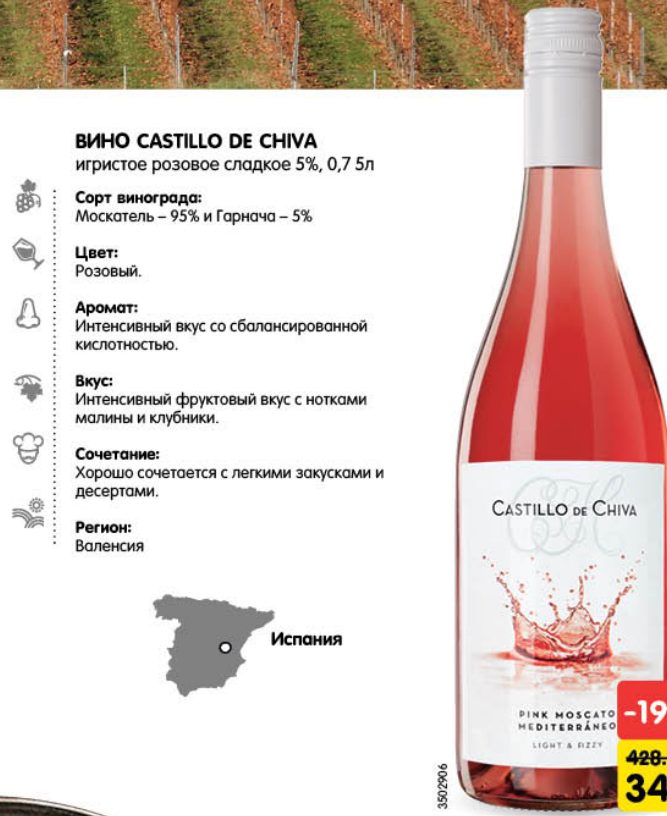 ВИНО CASTILLO DE CHIVA
игристое розовое сладкое 5%, 0,7 5л
Сорт винограда:
Москатель – 95% и Гарнача – 5%
Цвет:
Розовый.
Аромат:
Интенсивный вкус со сбалансированной
кислотностью.
Вкус:
Интенсивный фруктовый вкус с нотками
малины и клубники.
Сочетание:
Хорошо сочетается с легкими закусками и
десертами.
Регион:
Валенсия
Испания
CASTILLO DE CHIVA
PINK MOSCATO
MEDITERRÁNEO
LIGHT & FIZZY
-19
428.-
34
3502906